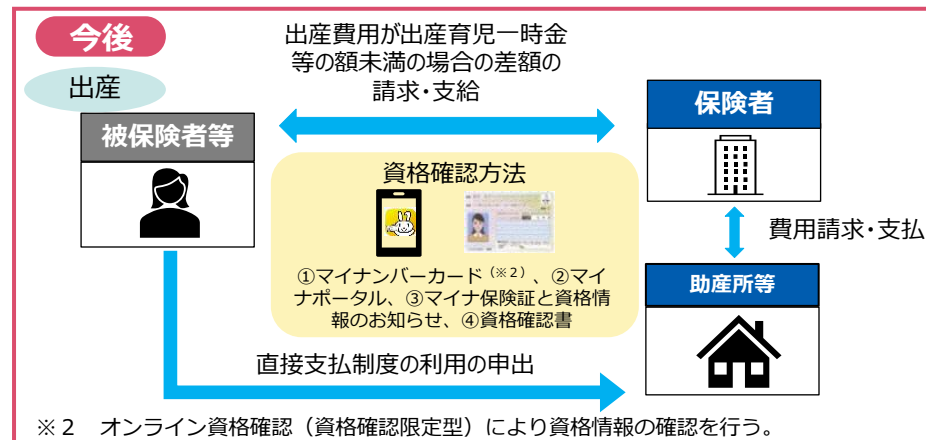 今後
出産
出産費用が出産育児一時金
等の額未満の場合の差額の
請求・支給
被保険者等
保険者
資格確認方法
①マイナンバーカード（※２）、②マイ
ナポータル、③マイナ保険証と資格情
報のお知らせ、④資格確認書
費用請求・支払
助産所等
直接支払制度の利用の申出
※２　オンライン資格確認（資格確認限定型）により資格情報の確認を行う。